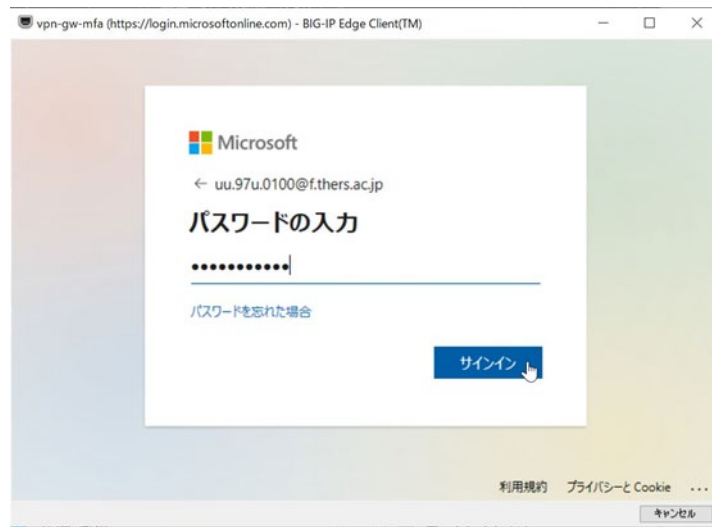 vpn-gw-mfa (https://login.microsoftonline.com) - BIG-IP Edge Client(TM)
Microsoft
← uu.97u.0100@f.thers.ac.jp
パスワードの入力
•••••••••••
パスワードを忘れた場合
サインイン
利用規約 プライバシーと Cookie ...
キャンセル